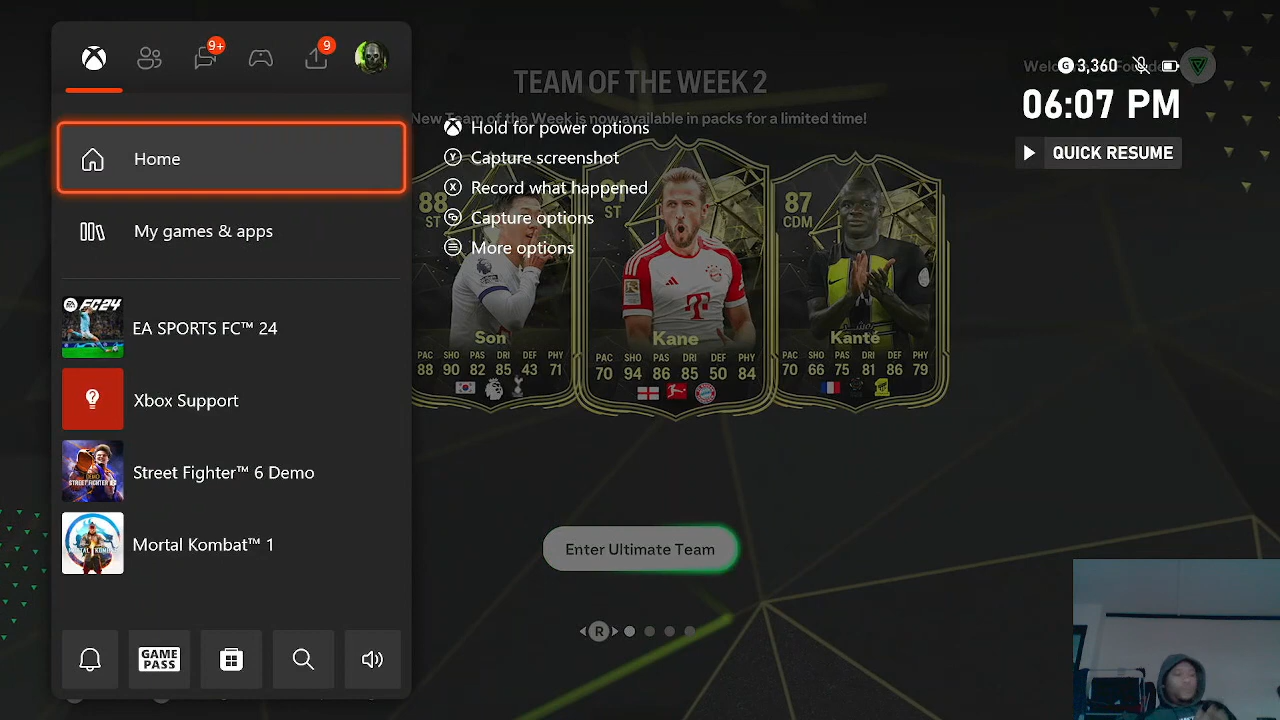 9+
9
Home
My games & apps
EA SPORTS FC™ 24
Xbox Support
Street Fighter™ 6 Demo
Mortal Kombat™ 1
GAME
PASS
Hold for power options
Y Capture screenshot
X Record what happened
Capture options
More options
TEAM OF THE WEEK 2
New Team of the Week is now available in packs for a limited time!
88
ST
Son
PAC SHO PAS DRI DEF PHY
88 90 82 85 43 71
91
ST
Kane
PAC SHO PAS DRI DEF PHY
70 94 86 85 50 84
87
CDM
Kanté
PAC SHO PAS DRI DEF PHY
70 66 75 81 86 79
Enter Ultimate Team
R
G 3,360
06:07 PM
QUICK RESUME